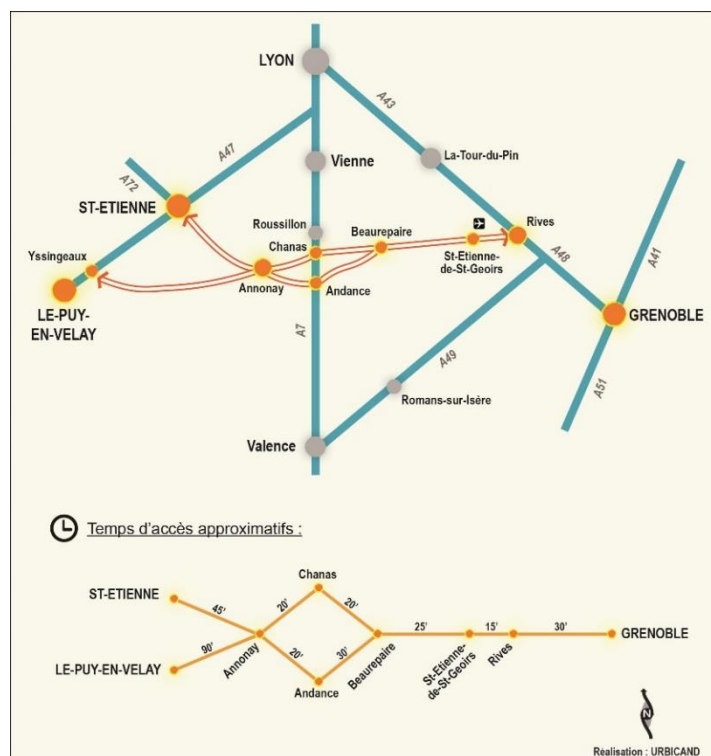 LYON
A43
A47
Vienne
La-Tour-du-Pin
A72
ST-ETIENNE
Roussillon
Chanas
Beaurepaire
Rives
Yssingeaux
St-Etienne-
de-St-Geoirs
A48
A41
Annonay
Andance
LE-PUY-
EN-VELAY
GRENOBLE
A7
A49
A51
Romans-sur-Isère
Valence
Temps d'accès approximatifs :
Chanas
ST-ETIENNE
45'
20'
20'
25'
15'
30'
GRENOBLE
90'
20'
30'
LE-PUY-EN-VELAY
Annonay
Andance
Beaurepaire
St-Etienne-
de-St-Geoirs
Rives
N
Réalisation : URBICAND